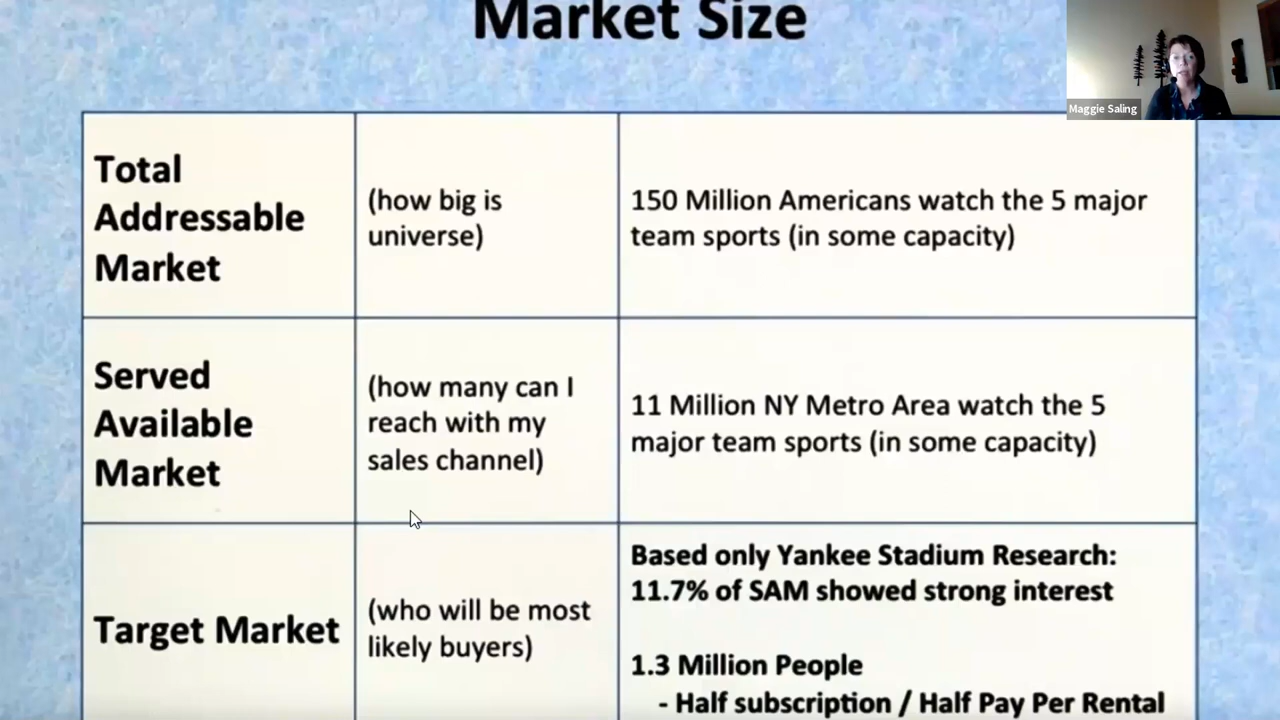 Market Size
Maggie Saling
Total
Addressable
Market
(how big is
universe)
150 Million Americans watch the 5 major
team sports (in some capacity)
Served
Available
Market
(how many can I
reach with my
sales channel)
11 Million NY Metro Area watch the 5
major team sports (in some capacity)
Target Market
(who will be most
likely buyers)
Based only Yankee Stadium Research:
11.7% of SAM showed strong interest
1.3 Million People
- Half subscription / Half Pay Per Rental